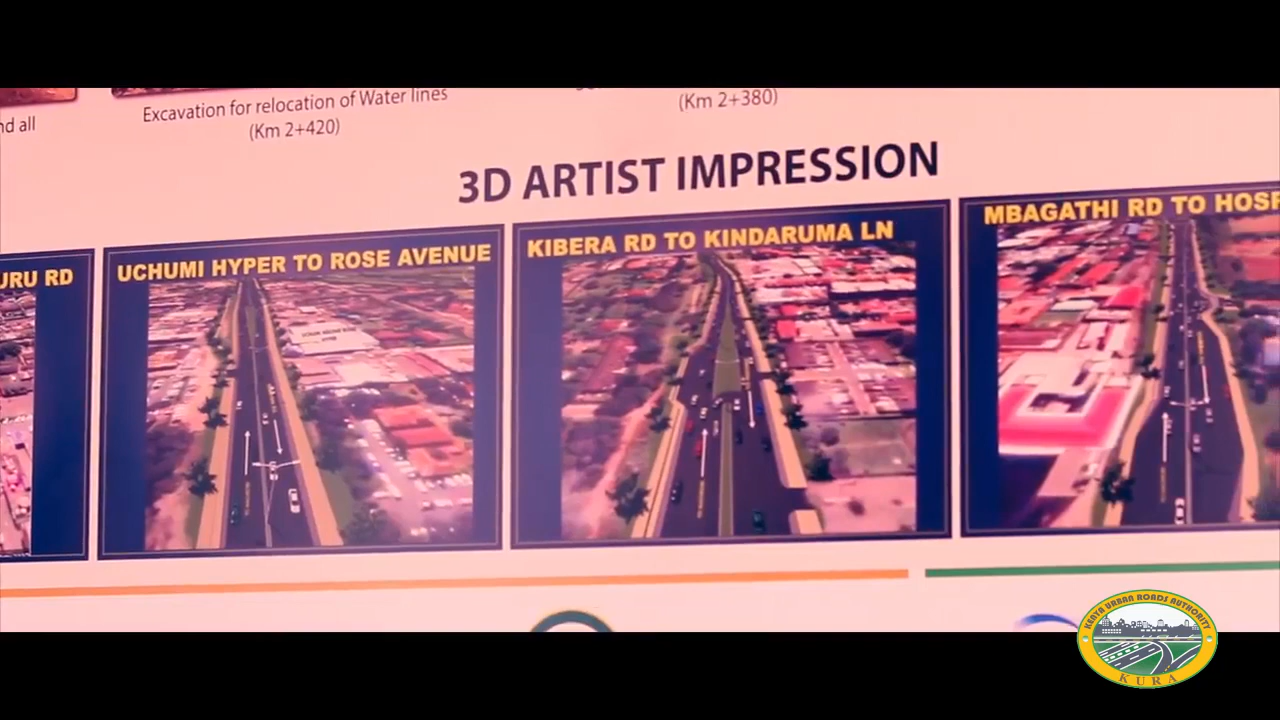 nd all
Excavation for relocation of Water lines
(Km 2+420)
(Km 2+380)
3D ARTIST IMPRESSION
URU RD
UCHUMI HYPER TO ROSE AVENUE
KIBERA RD TO KINDARUMA LN
MBAGATHI RD TO HOSP
KENYA URBAN ROADS AUTHORITY
KURA